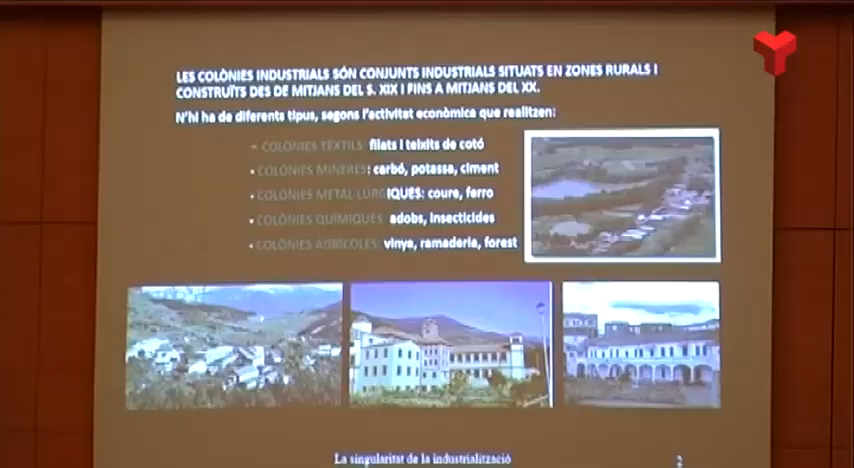 LES COLÒNIES INDUSTRIALS SÓN CONJUNTS INDUSTRIALS SITUATS EN ZONES RURALS I
CONSTRUÏTS DES DE MITJANS DEL S. XIX I FINS A MITJANS DEL XX.
N'hi ha de diferents tipus, segons l'activitat econòmica que realitzen:
- COLÒNIES TÈXTILS: filats i teixits de cotó
• COLÒNIES MINERES: carbó, potassa, ciment
• COLÒNIES METAL·LÚRGIQUES: coure, ferro
• COLÒNIES QUÍMIQUES: adobs, insecticides
• COLÒNIES AGRÍCOLES: vinya, ramaderia, forest
La singularitat de la industrialització
2